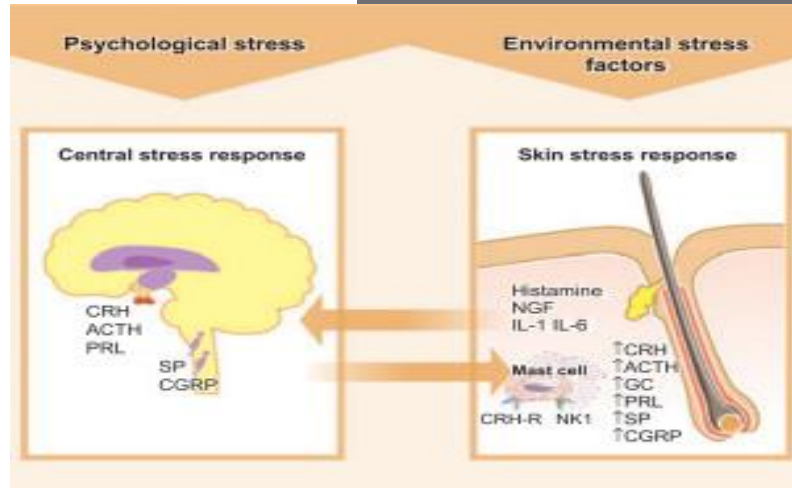 Psychological stress
Environmental stress
factors
Central stress response
CRH
ACTH
PRL
SP
CGRP
Skin stress response
Histamine
NGF
IL-1 IL-6
Mast cell
CRH-R NK1
↑CRH
↑ACTH
↑GC
↑PRL
↑SP
↑CGRP